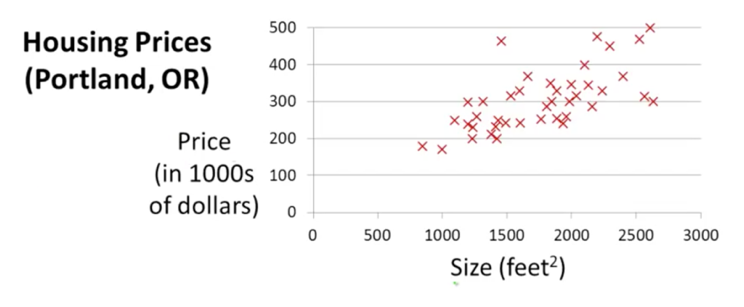 Housing Prices
(Portland, OR)
Price
(in 1000s
of dollars)
500
400
300
200
100
0
0 500 1000 1500 2000 2500 3000
Size (feet²)